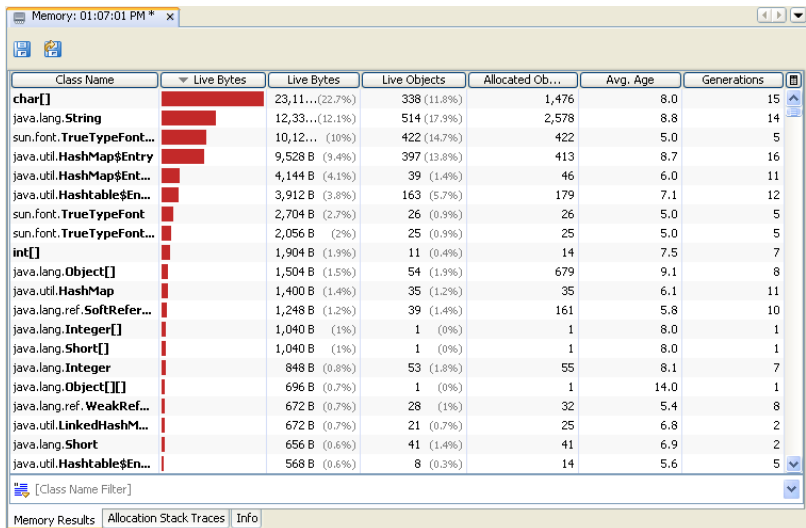 Memory: 01:07:01 PM * x
Class Name Live Bytes Live Bytes Live Objects Allocated Ob... Avg. Age Generations
char[] 23,11...(22.7%) 338 (11.8%) 1,476 8.0 15
java.lang.String 12,33...(12.1%) 514 (17.9%) 2,578 8.8 14
sun.font.TrueTypeFont... 10,12... (10%) 422 (14.7%) 422 5.0 5
java.util.HashMap$Entry 9,528 B (9.4%) 397 (13.8%) 413 8.7 16
java.util.HashMap$Ent... 4,144 B (4.1%) 39 (1.4%) 46 6.0 11
java.util.Hashtable$En... 3,912 B (3.8%) 163 (5.7%) 179 7.1 12
sun.font.TrueTypeFont 2,704 B (2.7%) 26 (0.9%) 26 5.0 5
sun.font.TrueTypeFont... 2,056 B (2%) 25 (0.9%) 25 5.0 5
int[] 1,904 B (1.9%) 11 (0.4%) 14 7.5 7
java.lang.Object[] 1,504 B (1.5%) 54 (1.9%) 679 9.1 8
java.util.HashMap 1,400 B (1.4%) 35 (1.2%) 35 6.1 11
java.lang.ref.SoftRefer... 1,248 B (1.2%) 39 (1.4%) 161 5.8 10
java.lang.Integer[] 1,040 B (1%) 1 (0%) 1 8.0 1
java.lang.Short[] 1,040 B (1%) 1 (0%) 1 8.0 1
java.lang.Integer 848 B (0.8%) 53 (1.8%) 55 8.1 7
java.lang.Object[][] 696 B (0.7%) 1 (0%) 1 14.0 1
java.lang.ref.WeakRef... 672 B (0.7%) 28 (1%) 32 5.4 8
java.util.LinkedHashM... 672 B (0.7%) 21 (0.7%) 25 6.8 2
java.lang.Short 656 B (0.6%) 41 (1.4%) 41 6.9 2
java.util.Hashtable$En... 568 B (0.6%) 8 (0.3%) 14 5.6 5
[Class Name Filter]
Memory Results Allocation Stack Traces Info